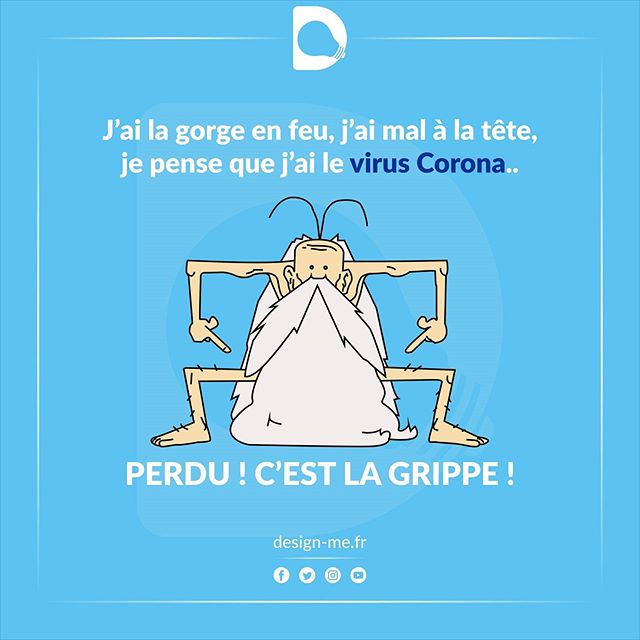 J’ai la gorge en feu, j’ai mal à la tête,
je pense que j’ai le virus Corona..
PERDU ! C’EST LA GRIPPE !
design-me.fr